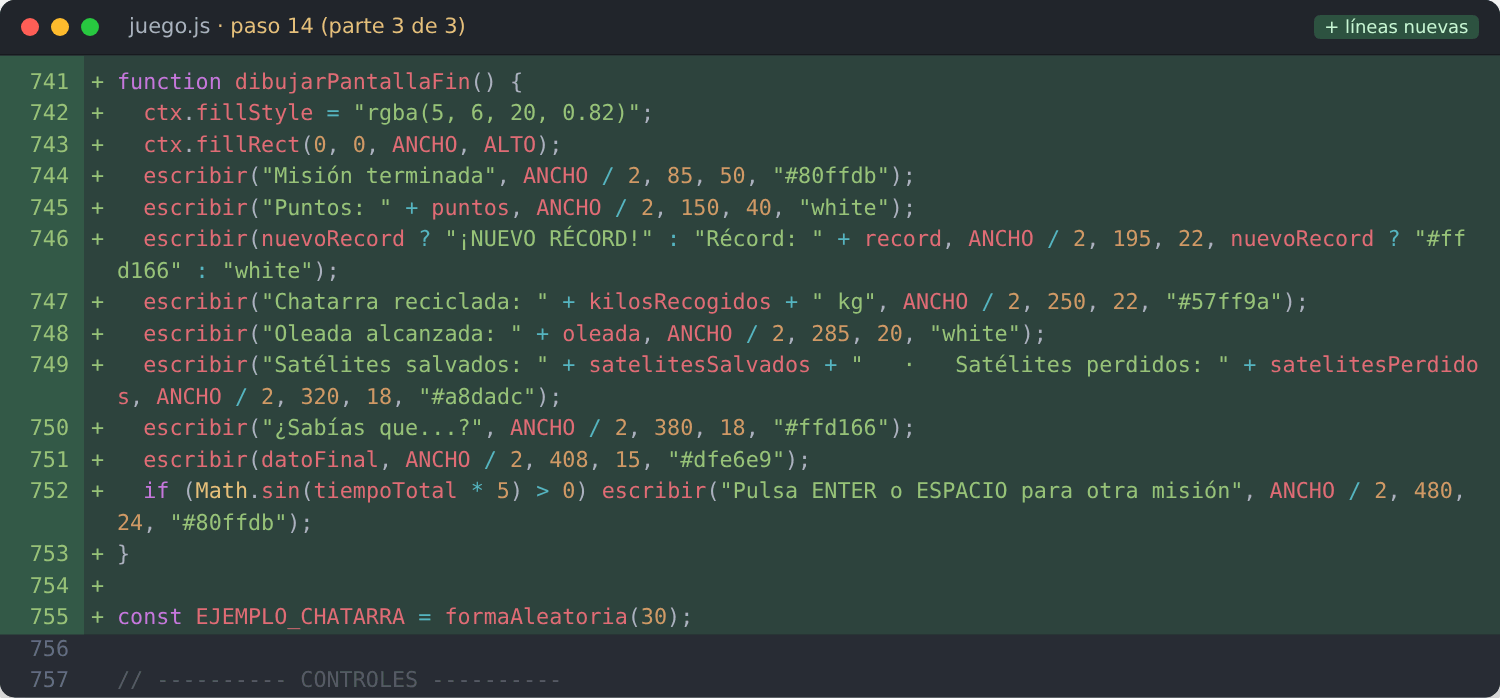 juego.js · paso 14 (parte 3 de 3)
+ líneas nuevas
741 + function dibujarPantallaFin() {
742 +   ctx.fillStyle = "rgba(5, 6, 20, 0.82)";
743 +   ctx.fillRect(0, 0, ANCHO, ALTO);
744 +   escribir("Misión terminada", ANCHO / 2, 85, 50, "#80ffdb");
745 +   escribir("Puntos: " + puntos, ANCHO / 2, 150, 40, "white");
746 +   escribir(nuevoRecord ? "¡NUEVO RÉCORD!" : "Récord: " + record, ANCHO / 2, 195, 22, nuevoRecord ? "#ff
d166" : "white");
747 +   escribir("Chatarra reciclada: " + kilosRecogidos + " kg", ANCHO / 2, 250, 22, "#57ff9a");
748 +   escribir("Oleada alcanzada: " + oleada, ANCHO / 2, 285, 20, "white");
749 +   escribir("Satélites salvados: " + satelitesSalvados + "   ·   Satélites perdidos: " + satelitesPerdido
s, ANCHO / 2, 320, 18, "#a8dadc");
750 +   escribir("¿Sabías que...?", ANCHO / 2, 380, 18, "#ffd166");
751 +   escribir(datoFinal, ANCHO / 2, 408, 15, "#dfe6e9");
752 +   if (Math.sin(tiempoTotal * 5) > 0) escribir("Pulsa ENTER o ESPACIO para otra misión", ANCHO / 2, 480,
24, "#80ffdb");
753 + }
754 +
755 + const EJEMPLO_CHATARRA = formaAleatoria(30);
756
757   // ---------- CONTROLES ----------